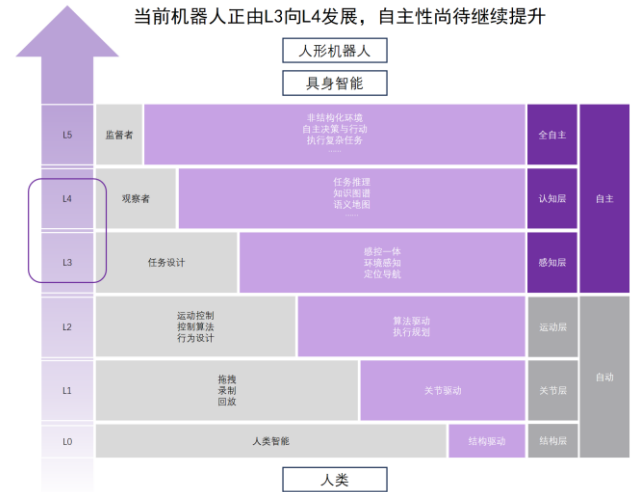 当前机器人正由L3向L4发展，自主性尚待继续提升
人形机器人
具身智能
L5
监督者
非结构化环境
自主决策与行动
执行复杂任务
......
全自主
L4
观察者
任务推理
知识图谱
语义地图
......
认知层
自主
L3
任务设计
感控一体
环境感知
定位导航
感知层
L2
运动控制
控制算法
行为设计
算法驱动
执行规划
运动层
自动
L1
拖拽
录制
回放
关节驱动
关节层
L0
人类智能
结构驱动
结构层
人类